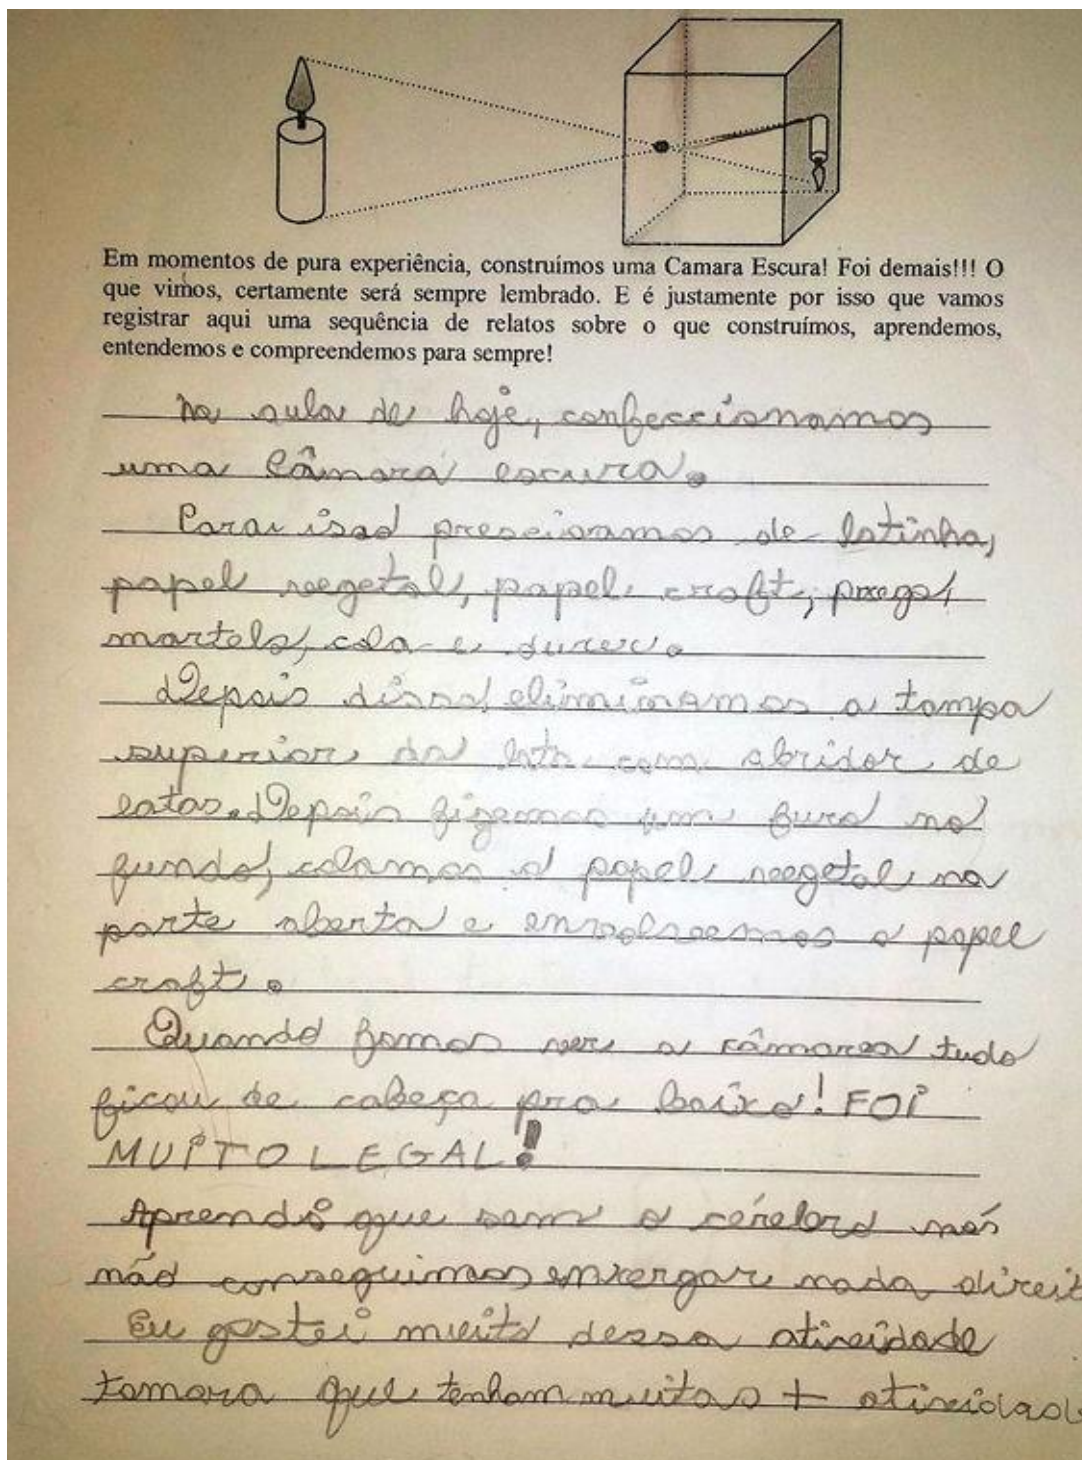 Em momentos de pura experiência, construímos uma Camara Escura! Foi demais!!! O
que vimos, certamente será sempre lembrado. E é justamente por isso que vamos
registrar aqui uma sequência de relatos sobre o que construímos, aprendemos,
entendemos e compreendemos para sempre!
Na aula de hoje, confeccionamos
uma Câmara escura.
Para isso precisamos de latinha,
papel vegetal, papel craft, prego,
martelo, cola e durex.
Depois disso eliminamos a tampa
superior da lata com abridor de
latas. Depois fizemos um furo no
fundo, colamos o papel vegetal na
parte aberta e envolvemos o papel
craft.
Quando fomos ver a câmara tudo
ficou de cabeça pra baixo! FOI
MUITO LEGAL!
Aprendi que sem o cérebro nós
não conseguimos enxergar nada direit
Eu gostei muito dessa atividade
tomara que tenham muitas + atividade